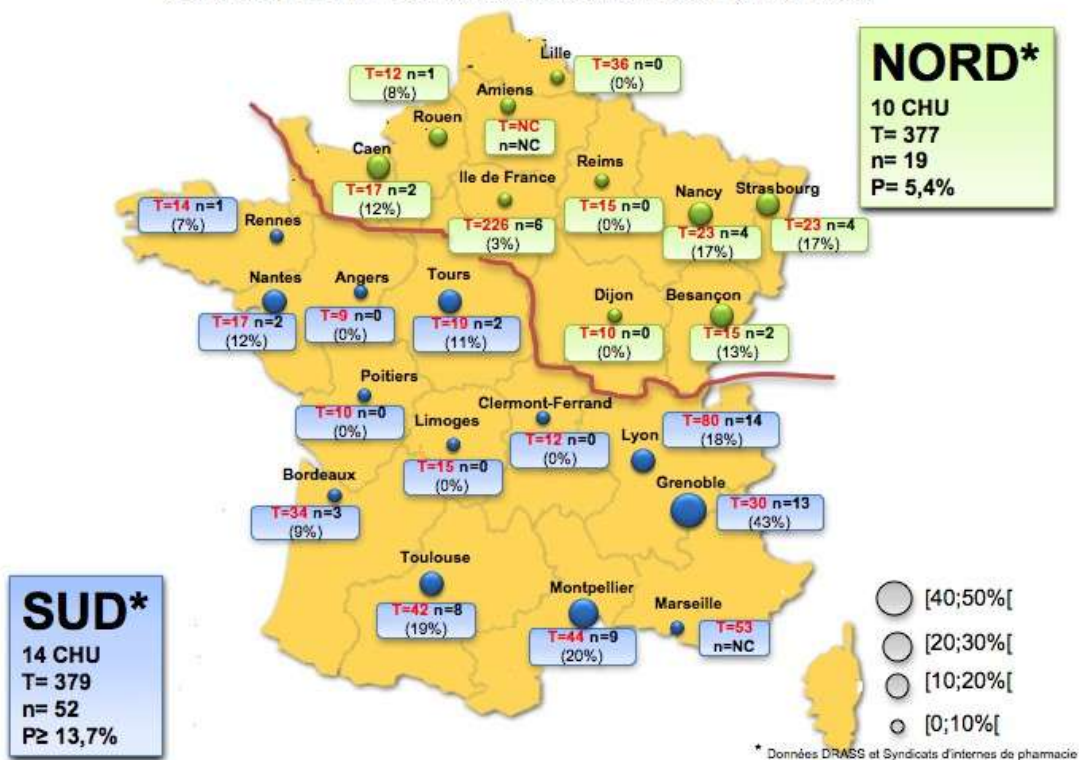 Lille
T=36 n=0
(0%)
T=12 n=1
(8%)
Amiens
T=NC
n=NC
Rouen
Caen
T=17 n=2
(12%)
Ile de France
T=226 n=6
(3%)
Reims
T=15 n=0
(0%)
Nancy
T=23 n=4
(17%)
Strasbourg
T=23 n=4
(17%)
NORD*
10 CHU
T= 377
n= 19
P= 5,4%
T=14 n=1
(7%)
Rennes
Nantes
T=17 n=2
(12%)
Angers
T=9 n=0
(0%)
Tours
T=19 n=2
(11%)
Dijon
T=10 n=0
(0%)
Besançon
T=15 n=2
(13%)
Poitiers
T=10 n=0
(0%)
Limoges
T=15 n=0
(0%)
Clermont-Ferrand
T=12 n=0
(0%)
Lyon
T=80 n=14
(18%)
Grenoble
T=30 n=13
(43%)
Bordeaux
T=34 n=3
(9%)
Toulouse
T=42 n=8
(19%)
Montpellier
T=44 n=9
(20%)
Marseille
T=53
n=NC
SUD*
14 CHU
T= 379
n= 52
P≥ 13,7%
[40;50%[
[20;30%[
[10;20%[
[0;10%[
* Données DRASS et Syndicats d'internes de pharmacie